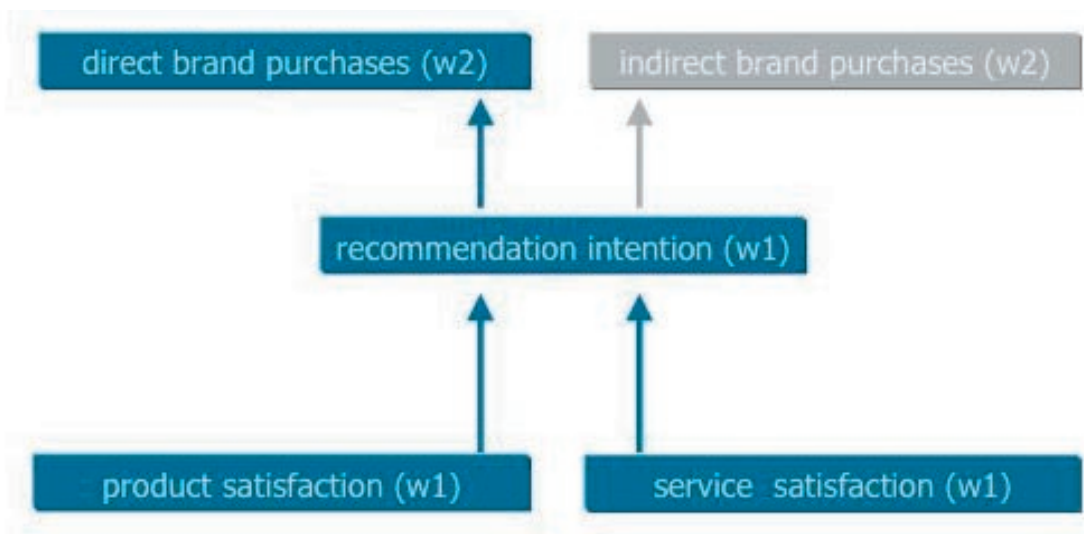 direct brand purchases (w2)
indirect brand purchases (w2)
recommendation intention (w1)
product satisfaction (w1)
service satisfaction (w1)